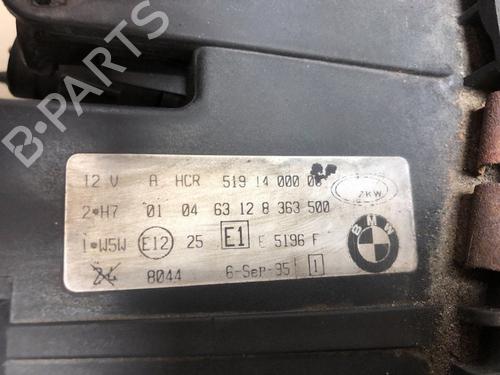 B-PARTS
12 V A HCR 519 14 000 00
ZKW
2*H7 01 04 63 12 8 363 500
1*W5W E12 25 E1 E 5196 F
BMW
8044 6-Sep-95 1